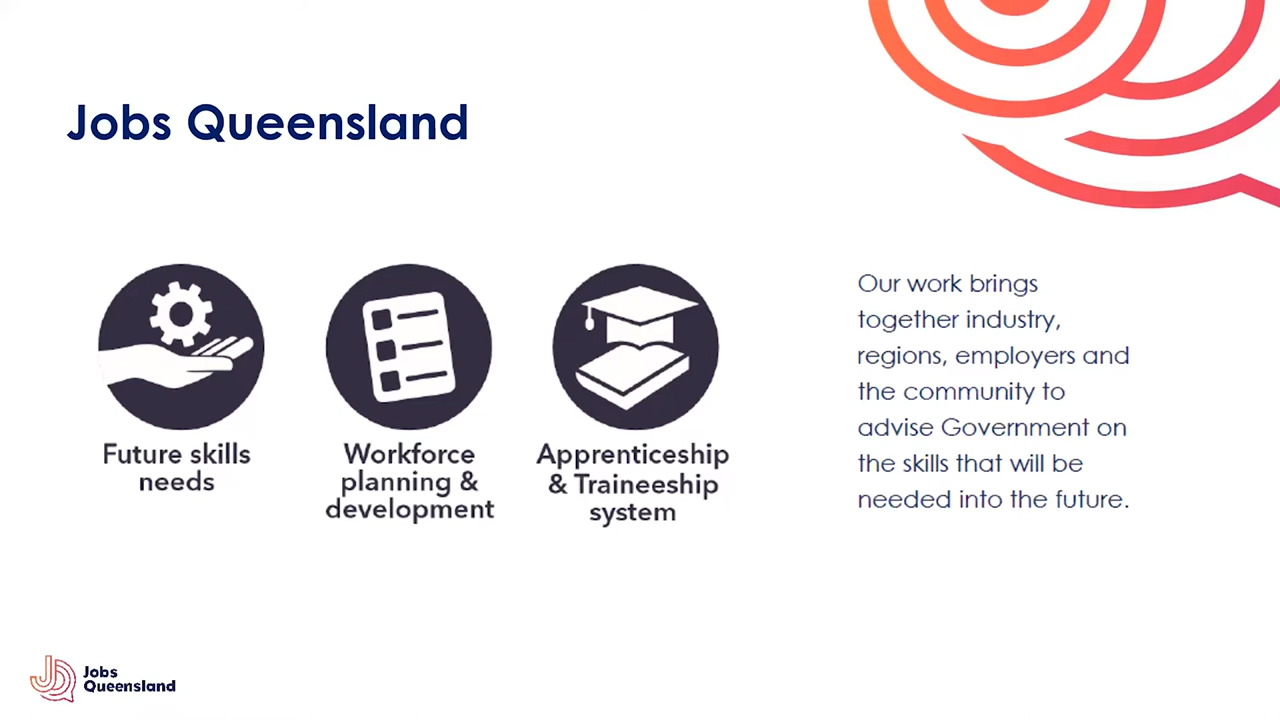 Jobs Queensland
Future skills
needs
Workforce
planning &
development
Apprenticeship
& Traineeship
system
Our work brings
together industry,
regions, employers and
the community to
advise Government on
the skills that will be
needed into the future.
Jobs
Queensland